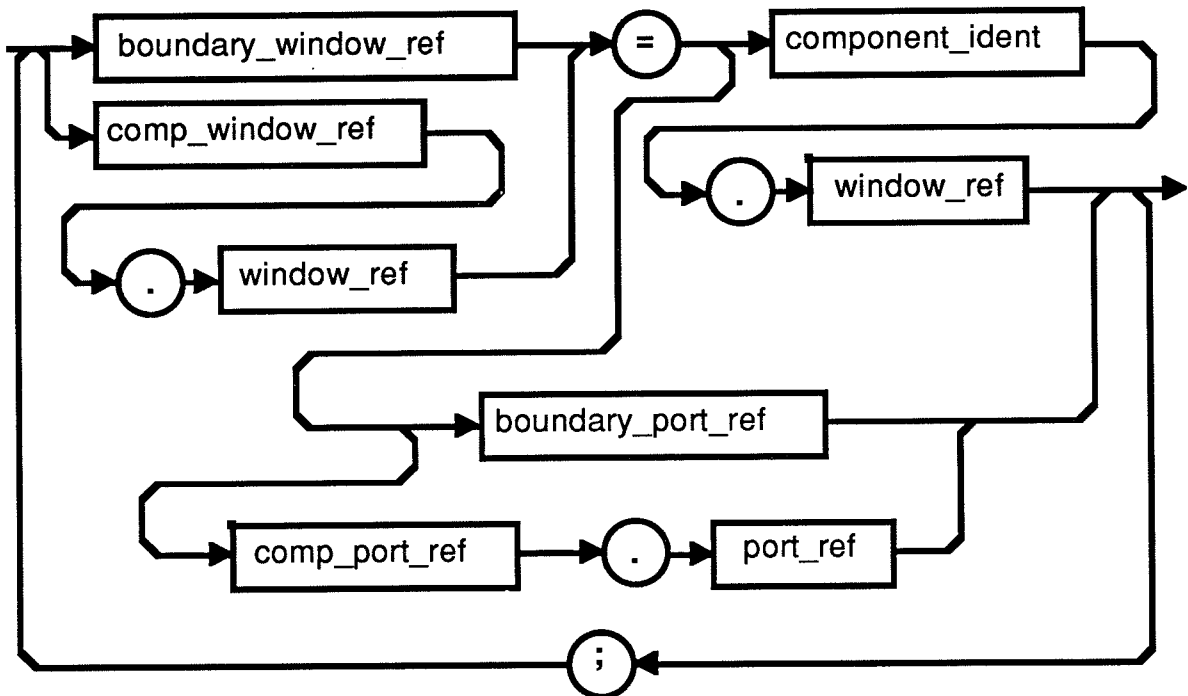 boundary_window_ref
=
component_ident
comp_window_ref
.
window_ref
.
window_ref
boundary_port_ref
comp_port_ref
.
port_ref
;